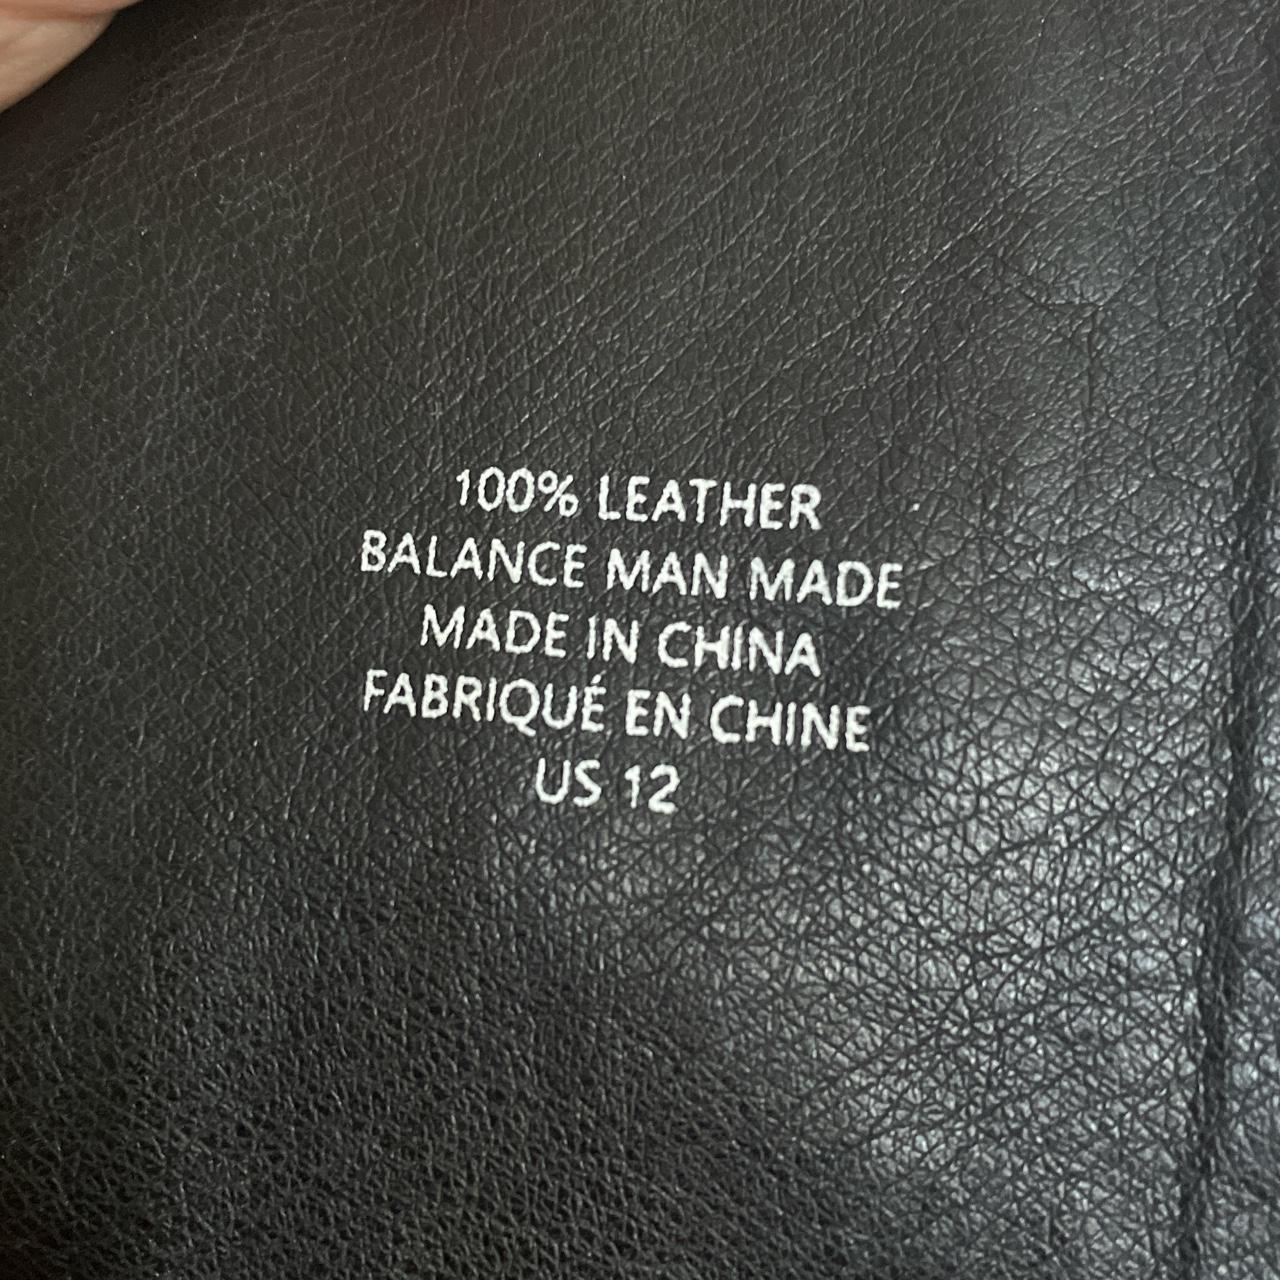 100% LEATHER
BALANCE MAN MADE
MADE IN CHINA
FABRIQUÉ EN CHINE
US 12